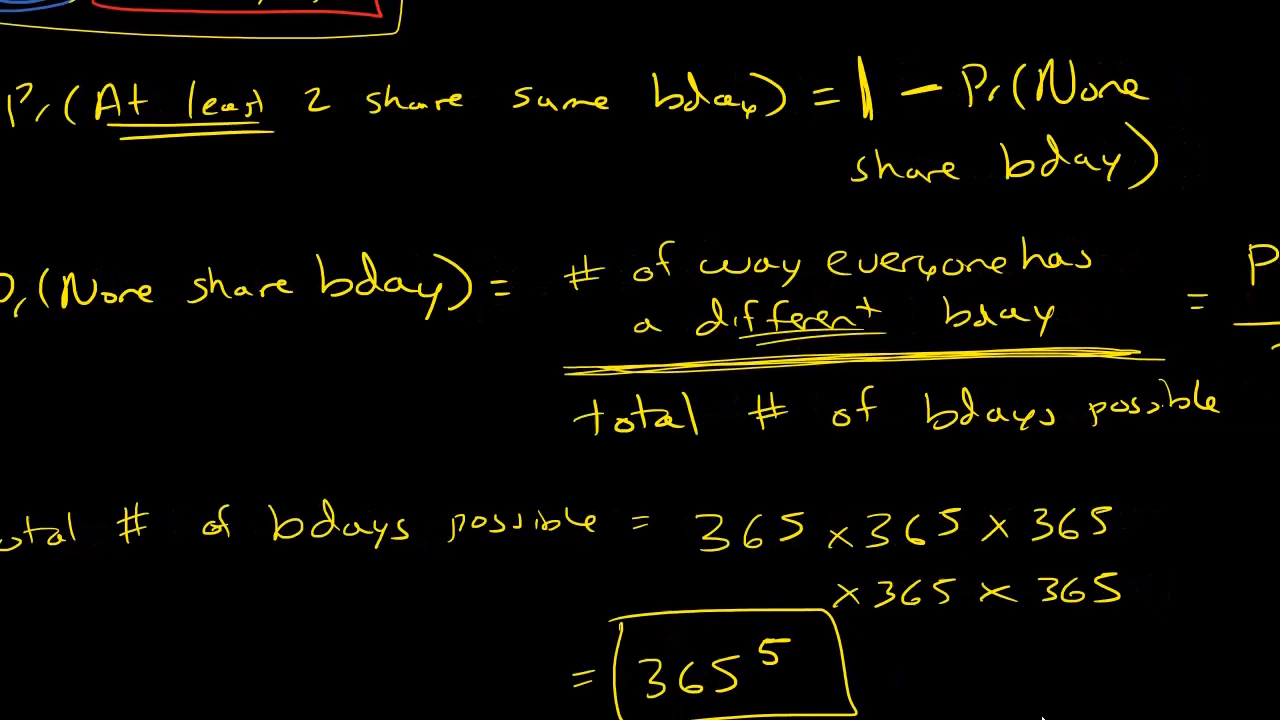 Pr(At least 2 share same bday) = 1 - Pr(None
share bday)
Pr(None share bday) = # of way everyone has
a different bday
= P
total # of bdays possible
otal # of bdays possible = 365 x 365 x 365
x 365 x 365
= 365^5